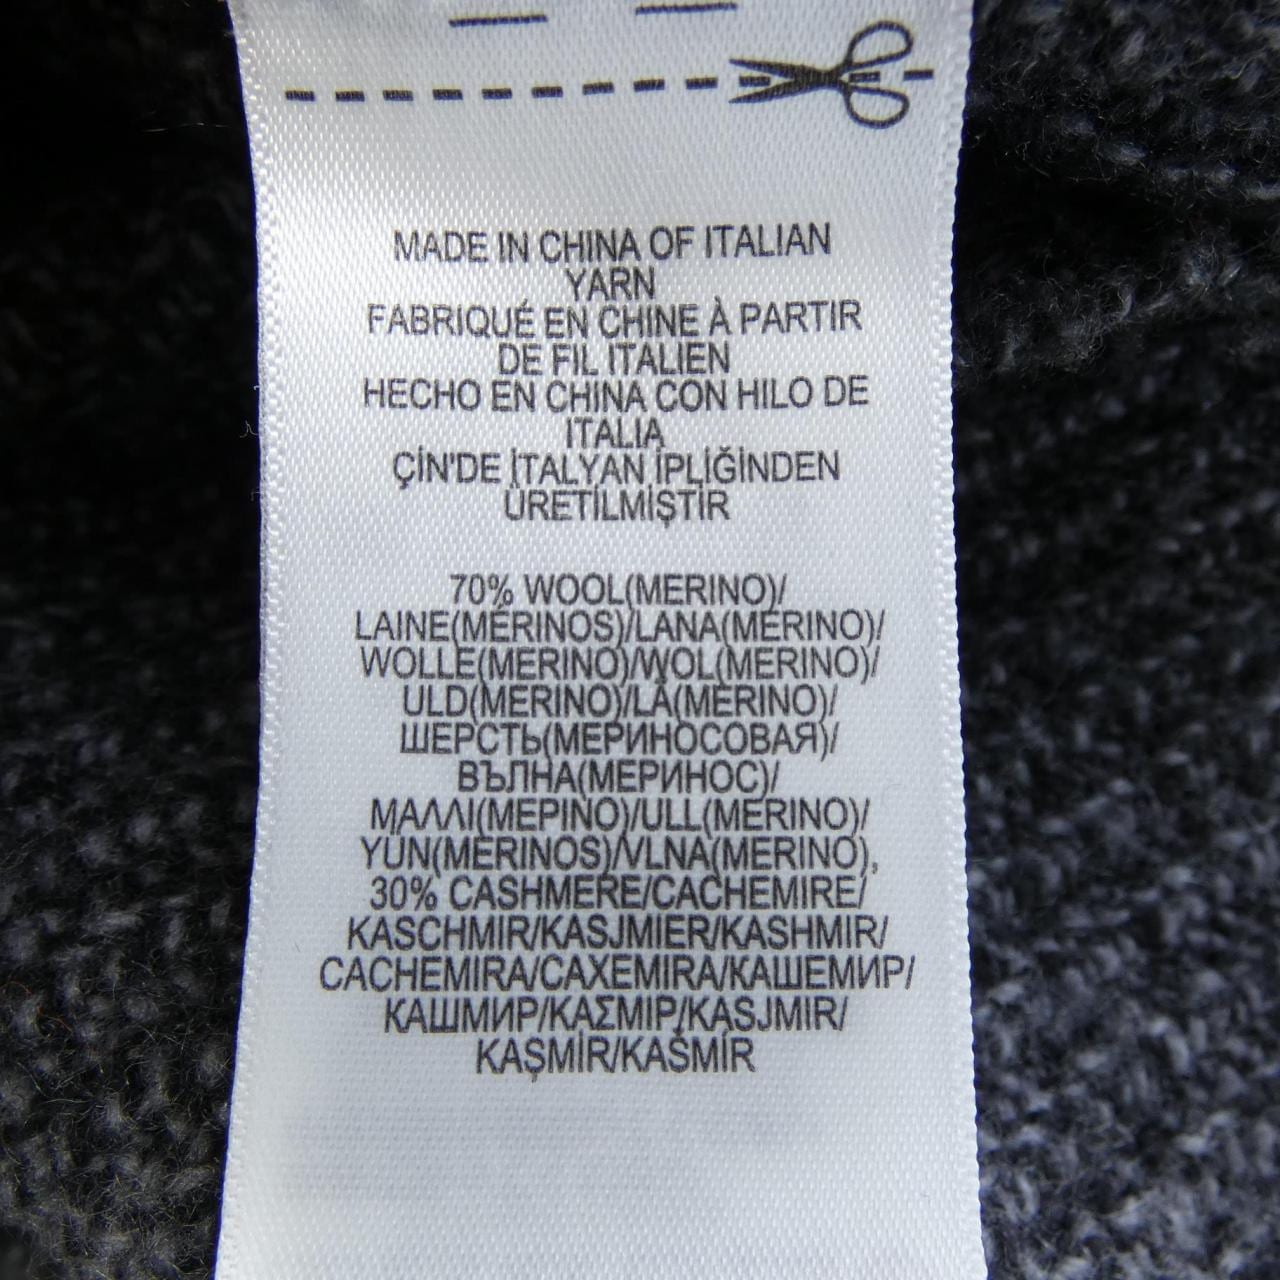 MADE IN CHINA OF ITALIAN
YARN
FABRIQUÉ EN CHINE À PARTIR
DE FIL ITALIEN
HECHO EN CHINA CON HILO DE
ITALIA
ÇİN'DE İTALYAN İPLİĞİNDEN
ÜRETİLMİŞTİR
70% WOOL(MERINO)/
LAINE(MÉRINOS)/LANA(MERINO)/
WOLLE(MERINO)/WOL(MERINO)/
ULD(MERINO)/LÃ(MERINO)/
ШЕРСТЬ(МЕРИНОСОВАЯ)/
ВЪЛНА(МЕРИНОС)/
ΜΑΛΛΙ(ΜΕΡΙΝΟ)/ULL(MERINO)/
YÜN(MERINOS)/VLNA(MERINO),
30% CASHMERE/CACHEMIRE/
KASCHMIR/KASJMIER/KASHMIR/
CACHEMIRA/CAXEMIRA/КАШЕМИР/
КАШМИР/ΚΑΣΜΙΡ/KASJMIR/
KAŞMİR/KAŠMÍR